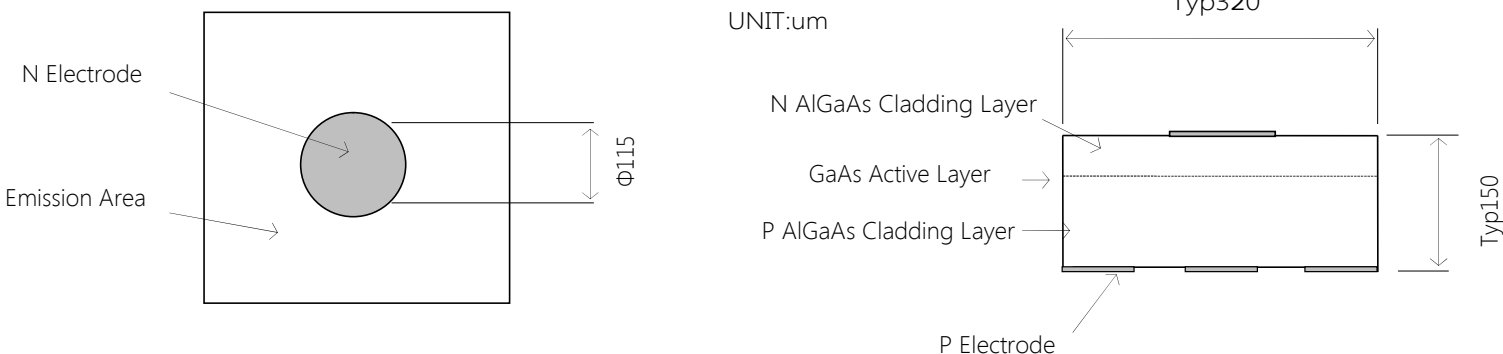 N Electrode
Emission Area
Φ115
UNIT:um
Typ320
N AlGaAs Cladding Layer
GaAs Active Layer
P AlGaAs Cladding Layer
P Electrode
Typ150